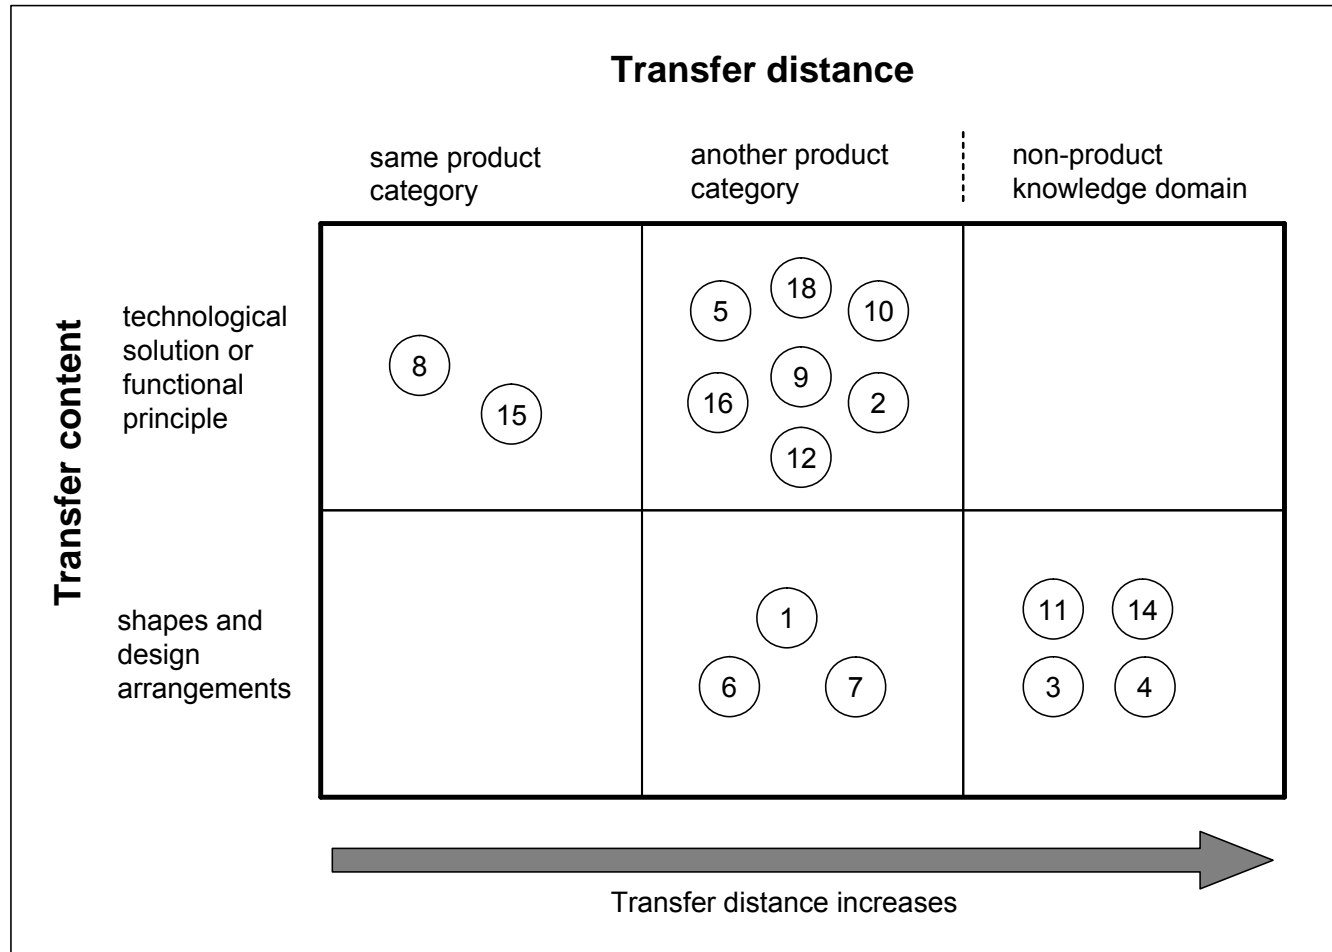 Transfer distance
same product
category
another product
category
non-product
knowledge domain
Transfer content
technological
solution or
functional
principle
8
15
5
18
10
16
9
2
12
shapes and
design
arrangements
1
6
7
11
14
3
4
Transfer distance increases